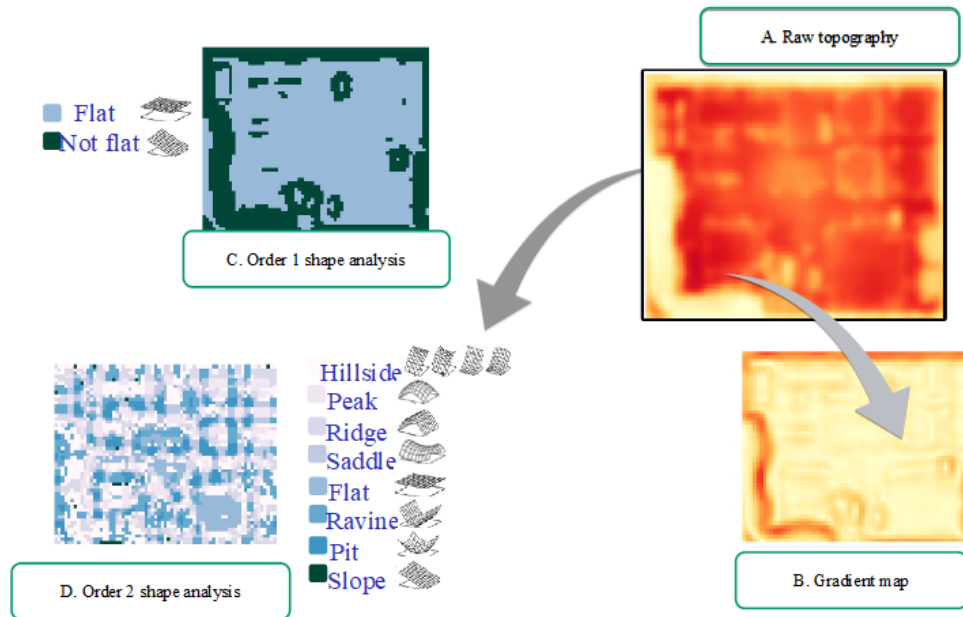 A. Raw topography
Flat
Not flat
C. Order 1 shape analysis
Hillside
Peak
Ridge
Saddle
Flat
Ravine
Pit
Slope
D. Order 2 shape analysis
B. Gradient map